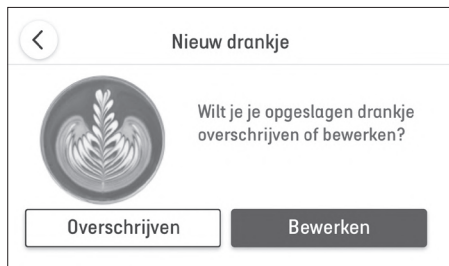 Nieuw drankje
Wilt je je opgeslagen drankje
overschrijven of bewerken?
Overschrijven
Bewerken